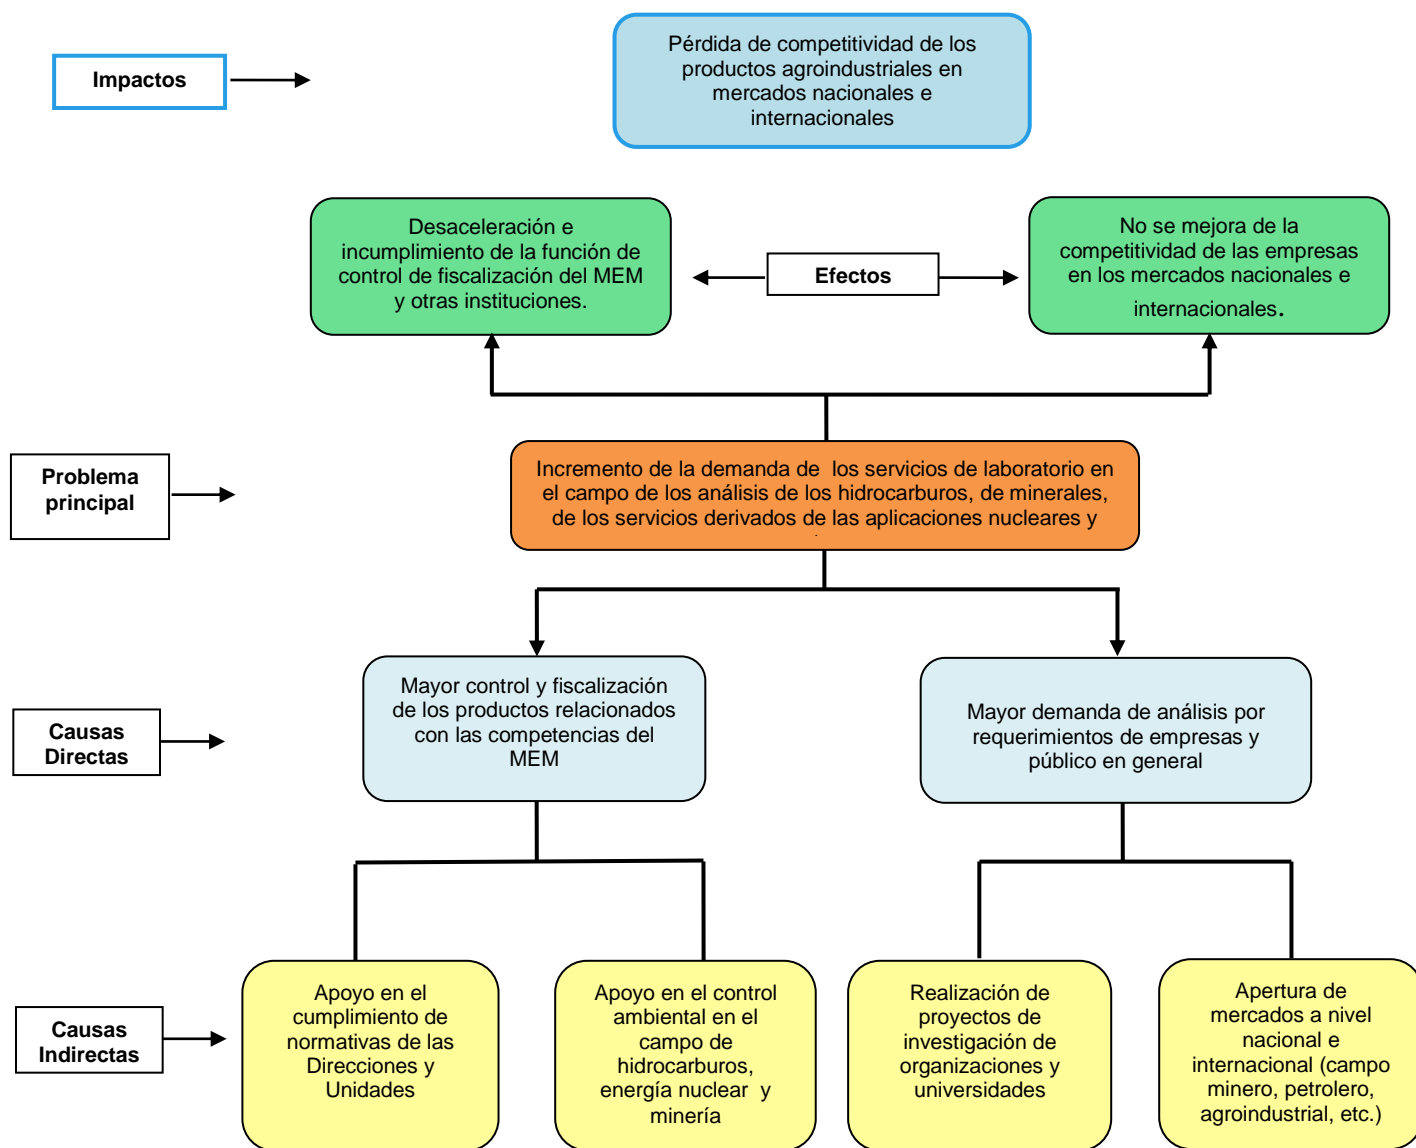 Impactos
Pérdida de competitividad de los
productos agroindustriales en
mercados nacionales e
internacionales
Desaceleración e
incumplimiento de la función de
control de fiscalización del MEM
y otras instituciones.
Efectos
No se mejora de la
competitividad de las empresas
en los mercados nacionales e
internacionales.
Problema
principal
Incremento de la demanda de los servicios de laboratorio en
el campo de los análisis de los hidrocarburos, de minerales,
de los servicios derivados de las aplicaciones nucleares y
Causas
Directas
Mayor control y fiscalización
de los productos relacionados
con las competencias del
MEM
Mayor demanda de análisis por
requerimientos de empresas y
público en general
Causas
Indirectas
Apoyo en el
cumplimiento de
normativas de las
Direcciones y
Unidades
Apoyo en el control
ambiental en el
campo de
hidrocarburos,
energía nuclear y
minería
Realización de
proyectos de
investigación de
organizaciones y
universidades
Apertura de
mercados a nivel
nacional e
internacional (campo
minero, petrolero,
agroindustrial, etc.)